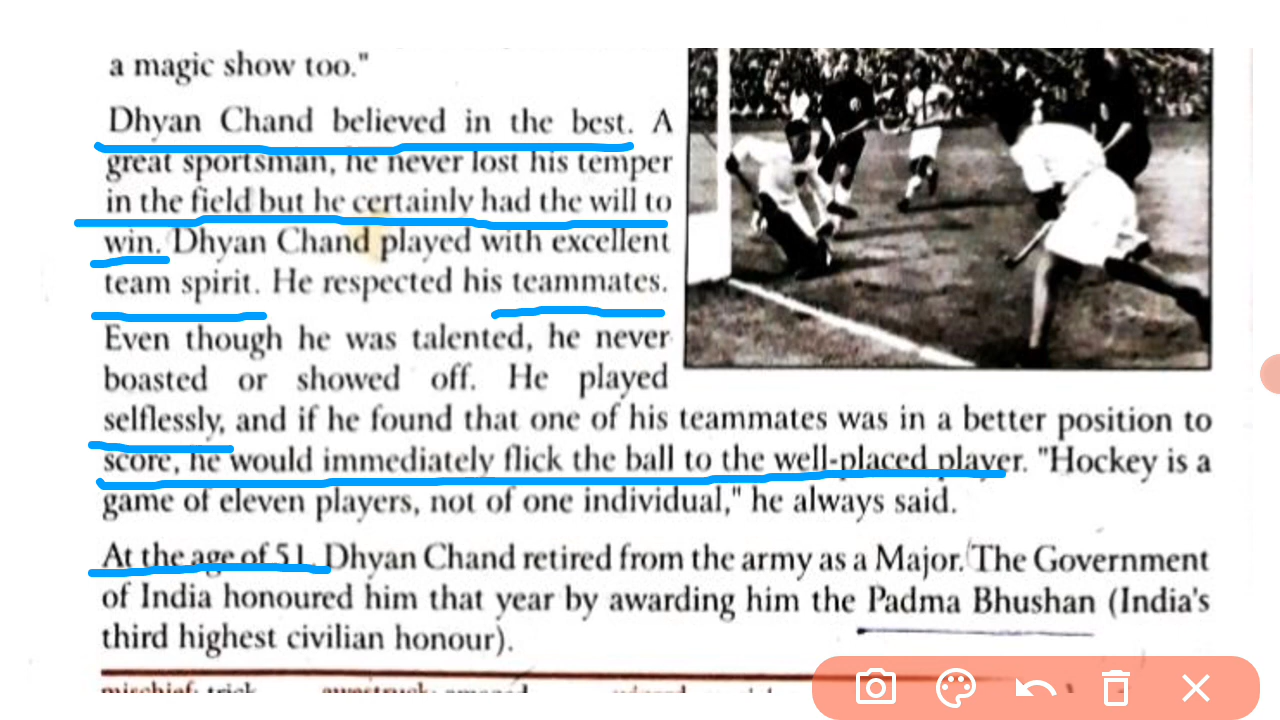 a magic show too."
Dhyan Chand believed in the best. A
great sportsman, he never lost his temper
in the field but he certainly had the will to
win. Dhyan Chand played with excellent
team spirit. He respected his teammates.
Even though he was talented, he never
boasted or showed off. He played
selflessly, and if he found that one of his teammates was in a better position to
score, he would immediately flick the ball to the well-placed player. "Hockey is a
game of eleven players, not of one individual," he always said.
At the age of 51, Dhyan Chand retired from the army as a Major. The Government
of India honoured him that year by awarding him the Padma Bhushan (India's
third highest civilian honour).
mischief: trick